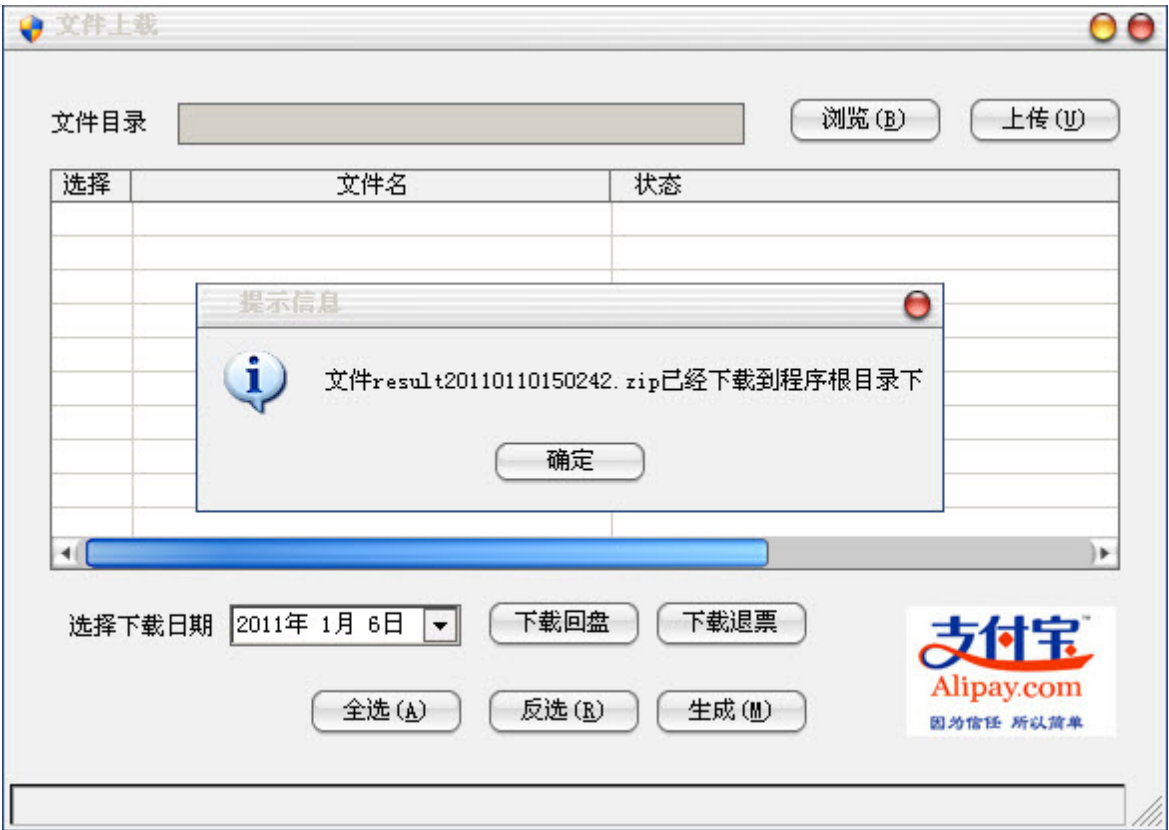 文件上载
文件目录
浏览(B)
上传(U)
选择 文件名 状态
提示信息
文件result20110110150242.zip已经下载到程序根目录下
确定
选择下载日期 2011年 1月 6日 下载回盘 下载退票
全选(A) 反选(R) 生成(M)
支付宝™
Alipay.com
因为信任 所以简单